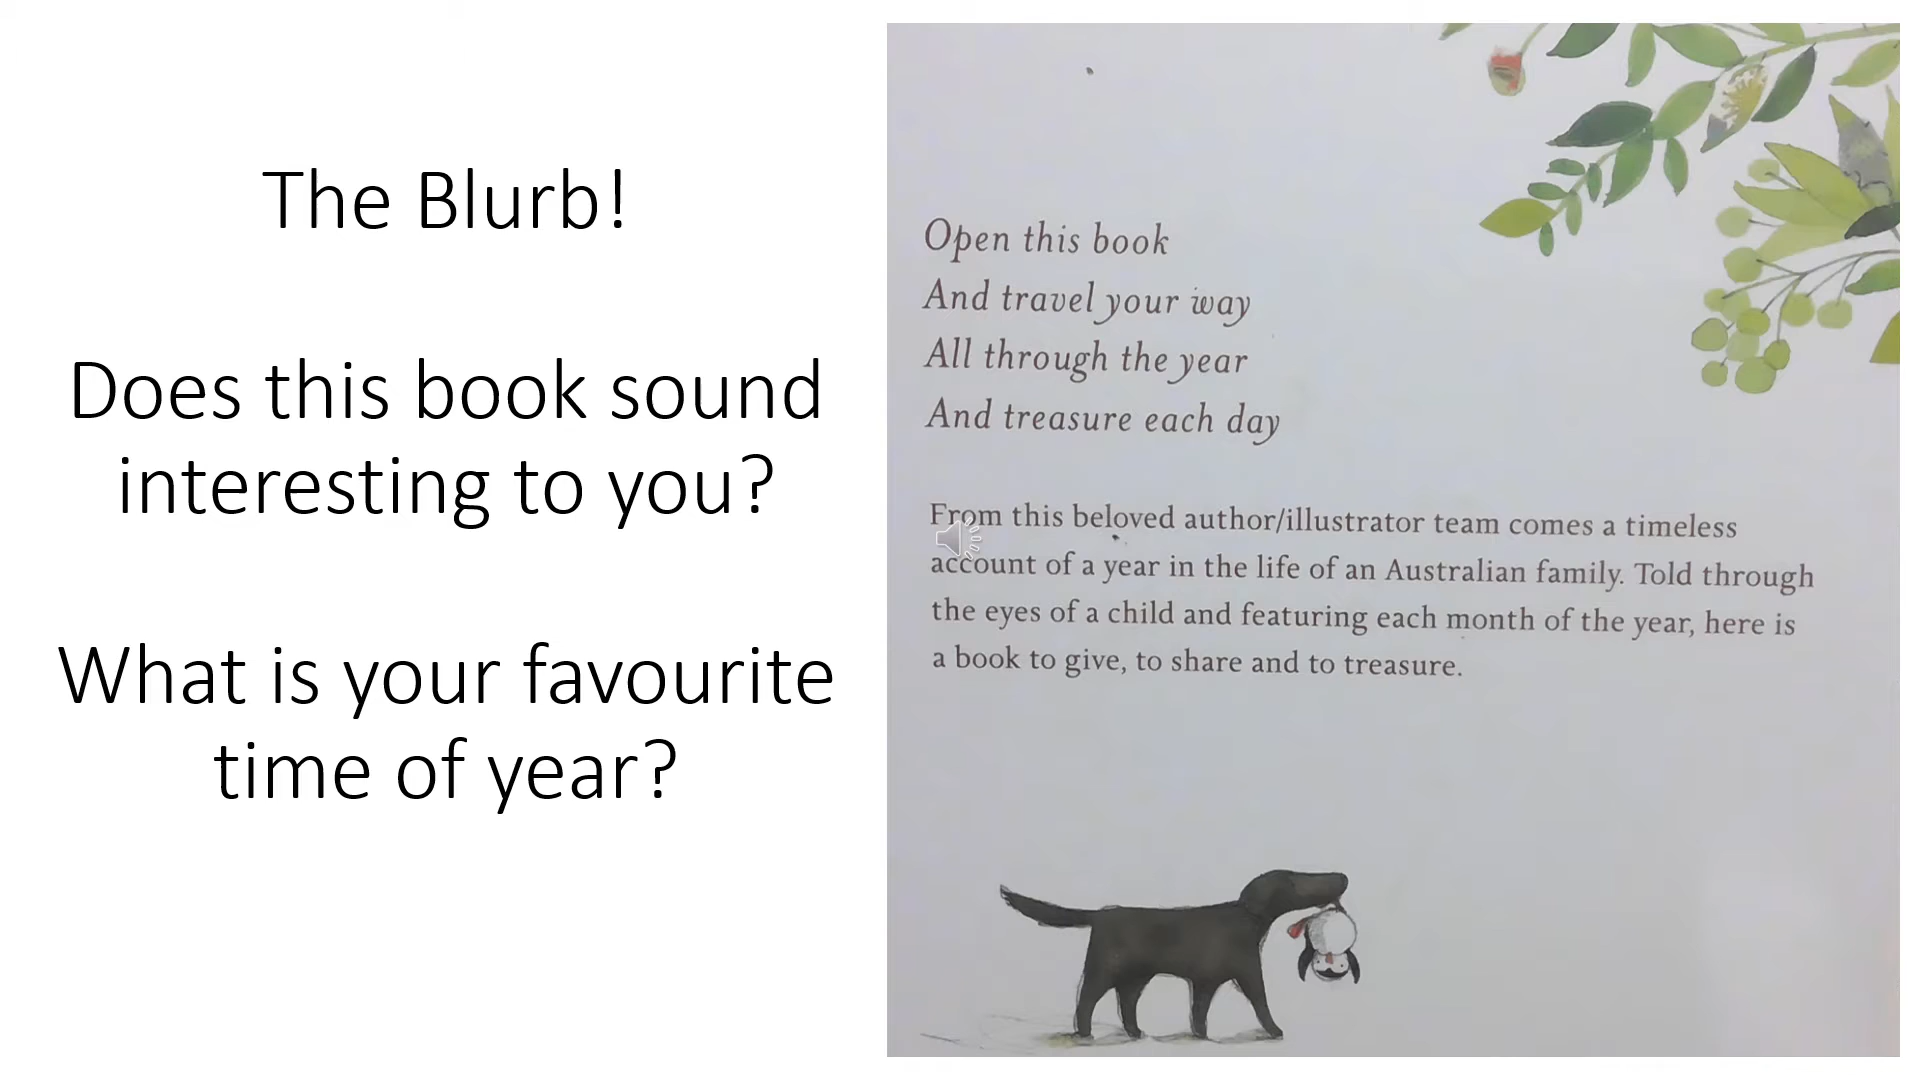 The Blurb!
Does this book sound
interesting to you?
What is your favourite
time of year?
Open this book
And travel your way
All through the year
And treasure each day
From this beloved author/illustrator team comes a timeless
account of a year in the life of an Australian family. Told through
the eyes of a child and featuring each month of the year, here is
a book to give, to share and to treasure.